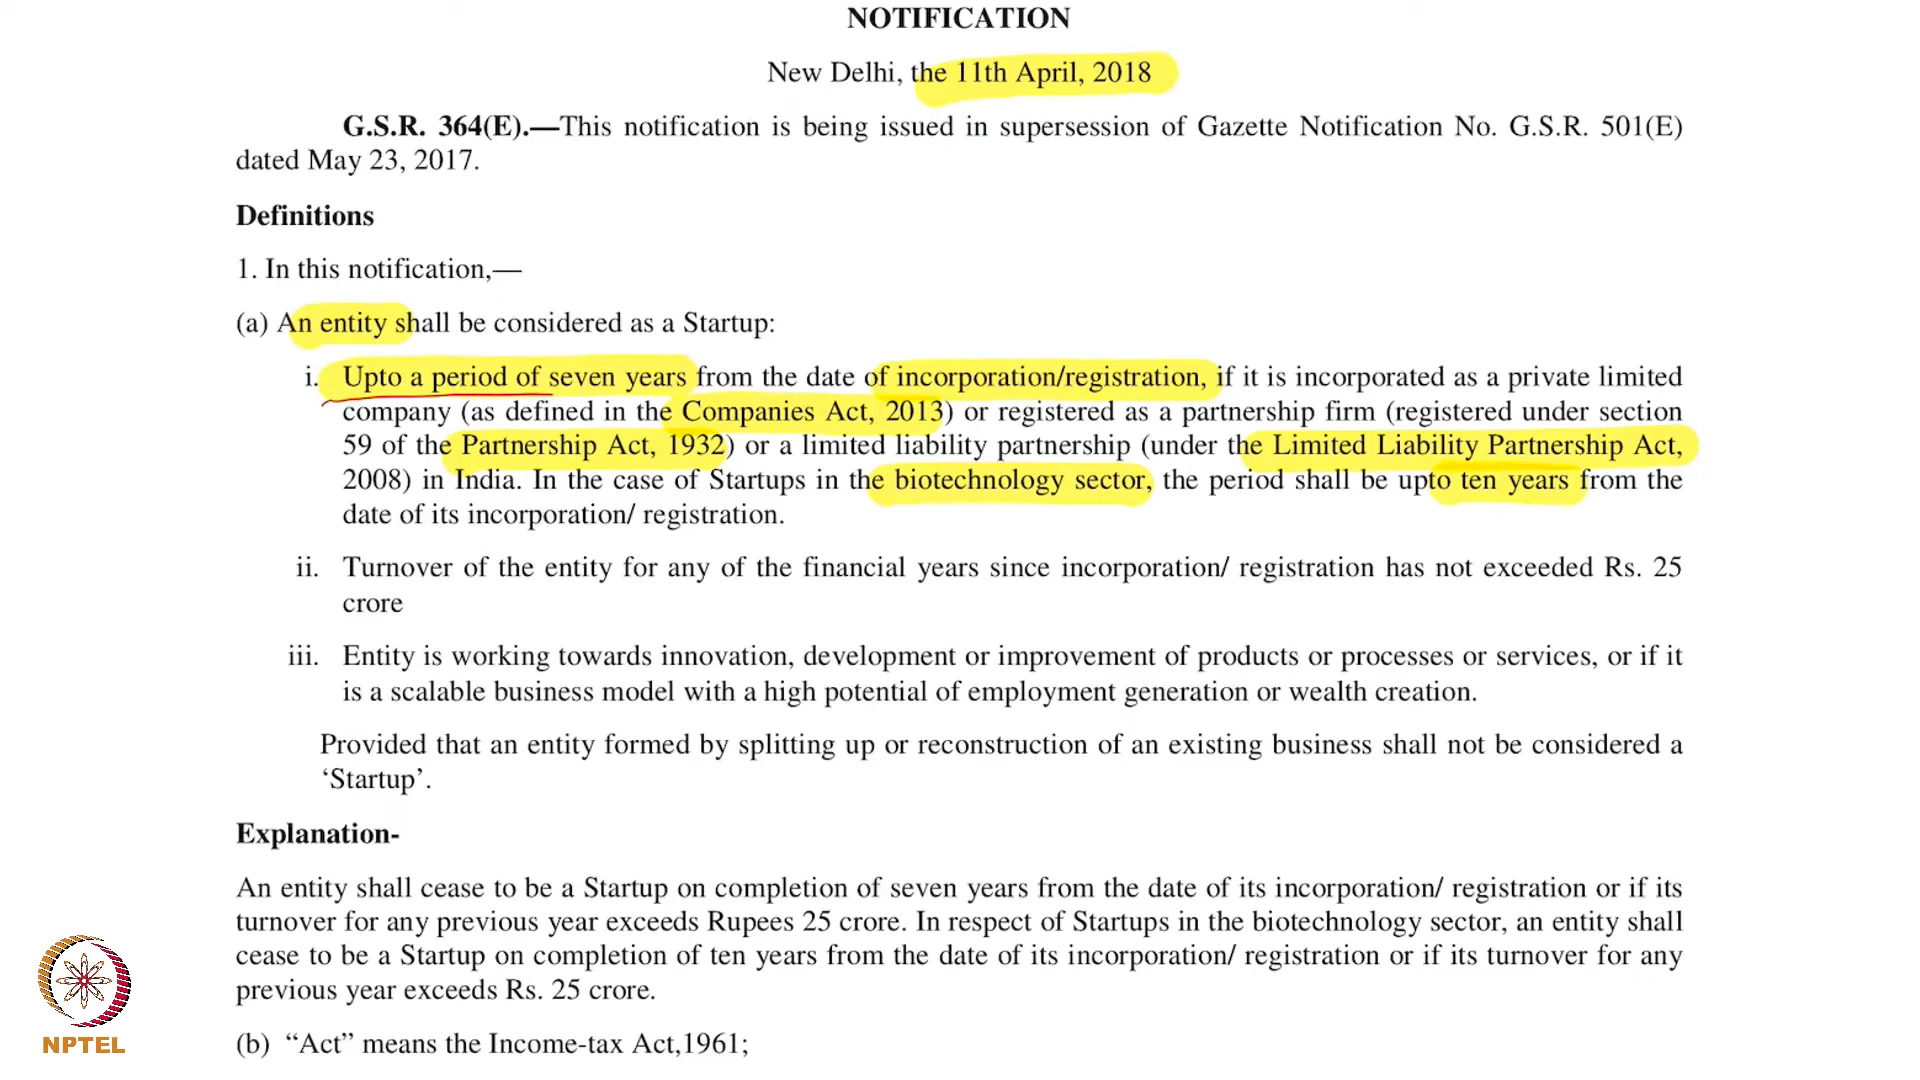 NOTIFICATION
New Delhi, the 11th April, 2018
G.S.R. 364(E).—This notification is being issued in supersession of Gazette Notification No. G.S.R. 501(E)
dated May 23, 2017.
Definitions
1. In this notification,—
(a) An entity shall be considered as a Startup:
i. Upto a period of seven years from the date of incorporation/registration, if it is incorporated as a private limited
company (as defined in the Companies Act, 2013) or registered as a partnership firm (registered under section
59 of the Partnership Act, 1932) or a limited liability partnership (under the Limited Liability Partnership Act,
2008) in India. In the case of Startups in the biotechnology sector, the period shall be upto ten years from the
date of its incorporation/ registration.
ii. Turnover of the entity for any of the financial years since incorporation/ registration has not exceeded Rs. 25
crore
iii. Entity is working towards innovation, development or improvement of products or processes or services, or if it
is a scalable business model with a high potential of employment generation or wealth creation.
Provided that an entity formed by splitting up or reconstruction of an existing business shall not be considered a
‘Startup’.
Explanation-
An entity shall cease to be a Startup on completion of seven years from the date of its incorporation/ registration or if its
turnover for any previous year exceeds Rupees 25 crore. In respect of Startups in the biotechnology sector, an entity shall
cease to be a Startup on completion of ten years from the date of its incorporation/ registration or if its turnover for any
previous year exceeds Rs. 25 crore.
(b) “Act” means the Income-tax Act,1961;
NPTEL